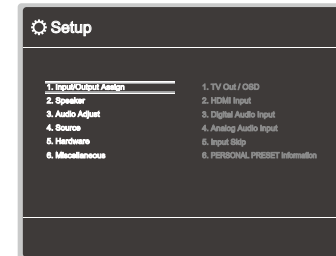 Setup
1. Input/Output Assign
2. Speaker
3. Audio Adjust
4. Source
5. Hardware
6. Miscellaneous
1. TV Out / OSD
2. HDMI Input
3. Digital Audio Input
4. Analog Audio Input
5. Input Skip
6. PERSONAL PRESET Information